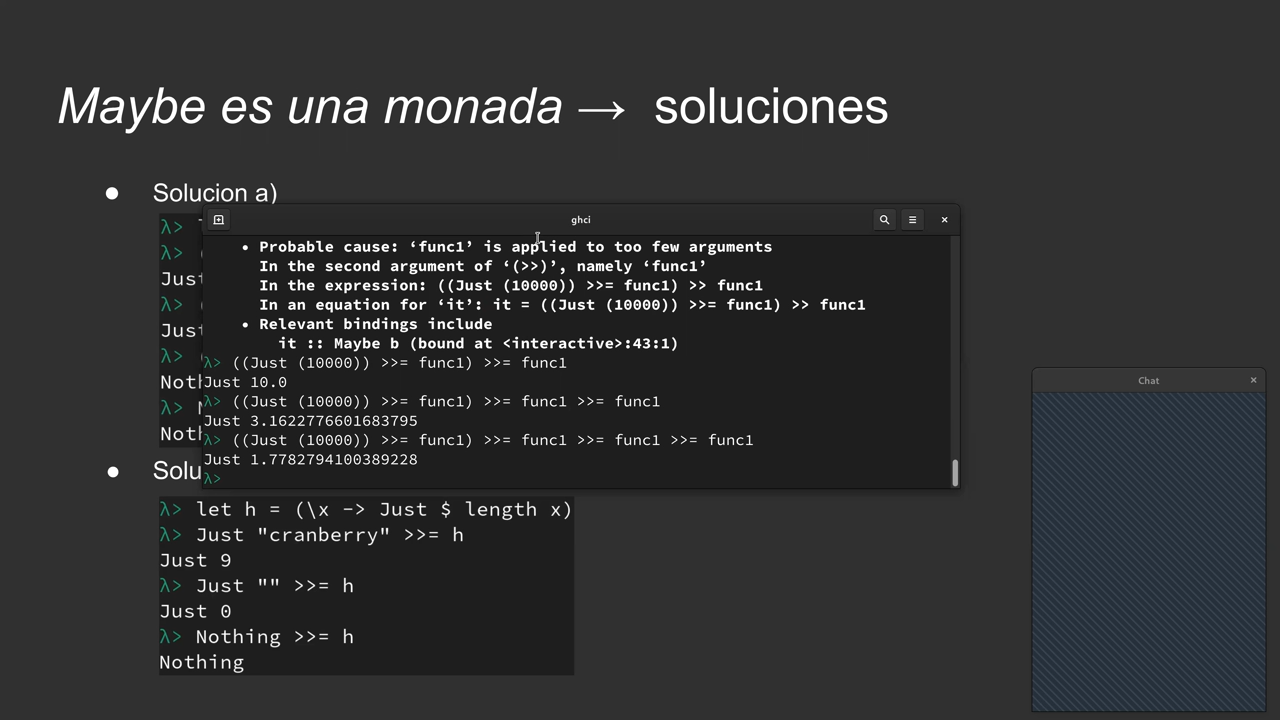 Maybe es una monada → soluciones
● Solucion a)
λ>
ghci
λ>
Just
λ>
Just
λ>
Noth
λ> N
Noth
• Probable cause: ‘func1’ is applied to too few arguments
In the second argument of ‘(>>)’, namely ‘func1’
In the expression: ((Just (10000)) >>= func1) >> func1
In an equation for ‘it’: it = ((Just (10000)) >>= func1) >> func1
• Relevant bindings include
it :: Maybe b (bound at <interactive>:43:1)
λ> ((Just (10000)) >>= func1) >>= func1
Just 10.0
λ> ((Just (10000)) >>= func1) >>= func1 >>= func1
Just 3.1622776601683795
λ> ((Just (10000)) >>= func1) >>= func1 >>= func1 >>= func1
Just 1.7782794100389228
λ>
Chat
● Solu
λ> let h = (\x -> Just $ length x)
λ> Just "cranberry" >>= h
Just 9
λ> Just "" >>= h
Just 0
λ> Nothing >>= h
Nothing